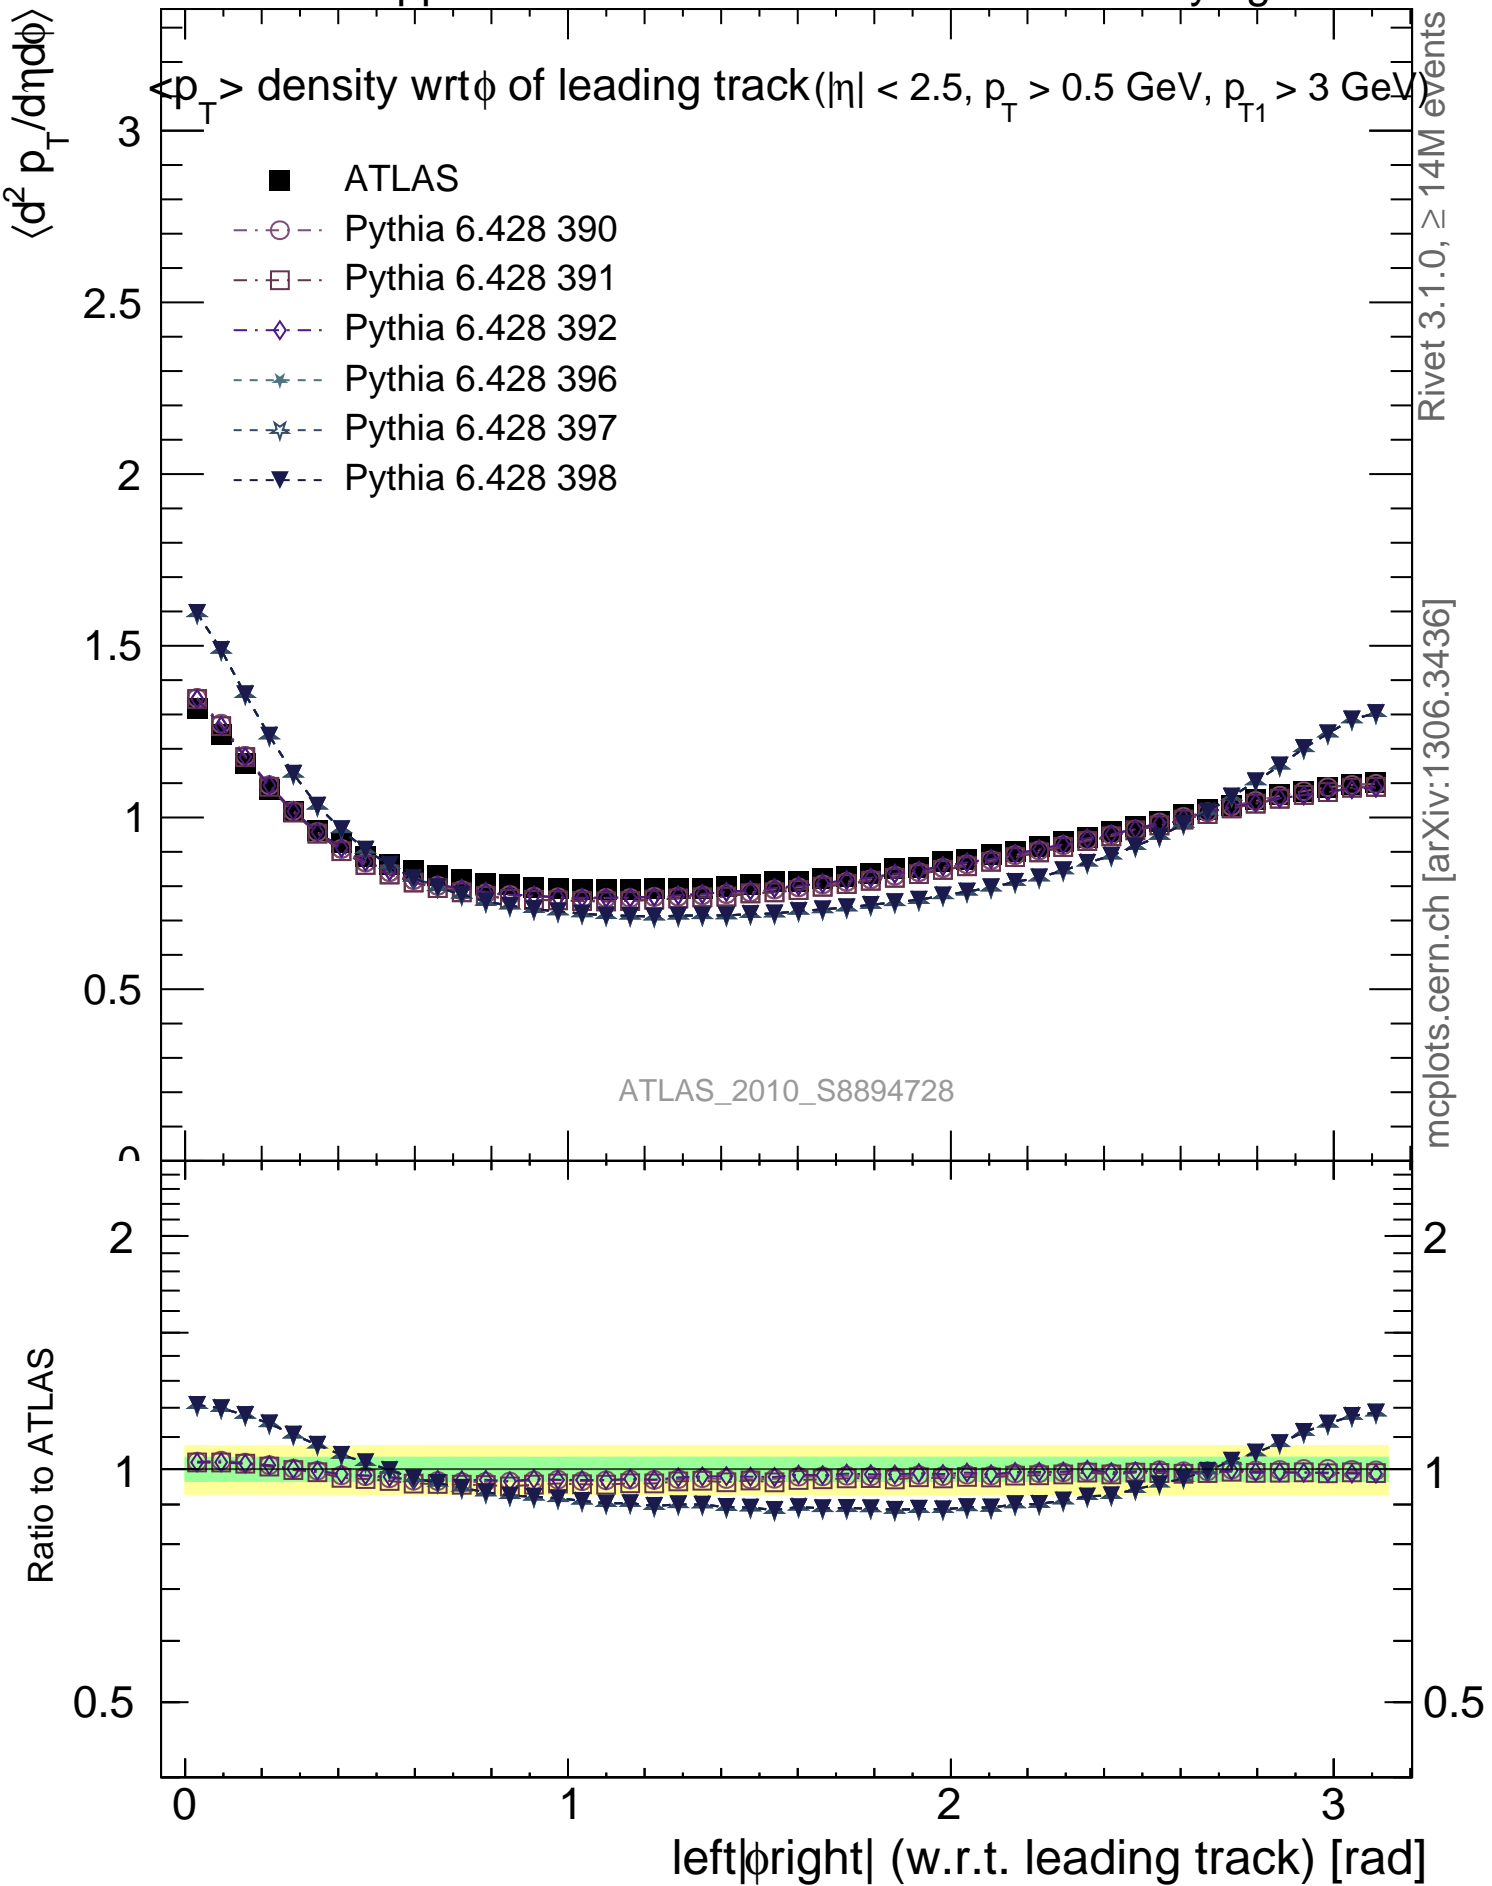 <p_T> density wrt ϕ of leading track (|η| < 2.5, p_T > 0.5 GeV, p_T1 > 3 GeV)
⟨d² p_T/dηdϕ⟩
3
2.5
2
1.5
1
0.5
0
ATLAS
Pythia 6.428 390
Pythia 6.428 391
Pythia 6.428 392
Pythia 6.428 396
Pythia 6.428 397
Pythia 6.428 398
ATLAS_2010_S8894728
Rivet 3.1.0, ≥ 14M events
mcplots.cern.ch [arXiv:1306.3436]
Ratio to ATLAS
2
1
0.5
2
1
0.5
0
1
2
3
left|ϕright| (w.r.t. leading track) [rad]